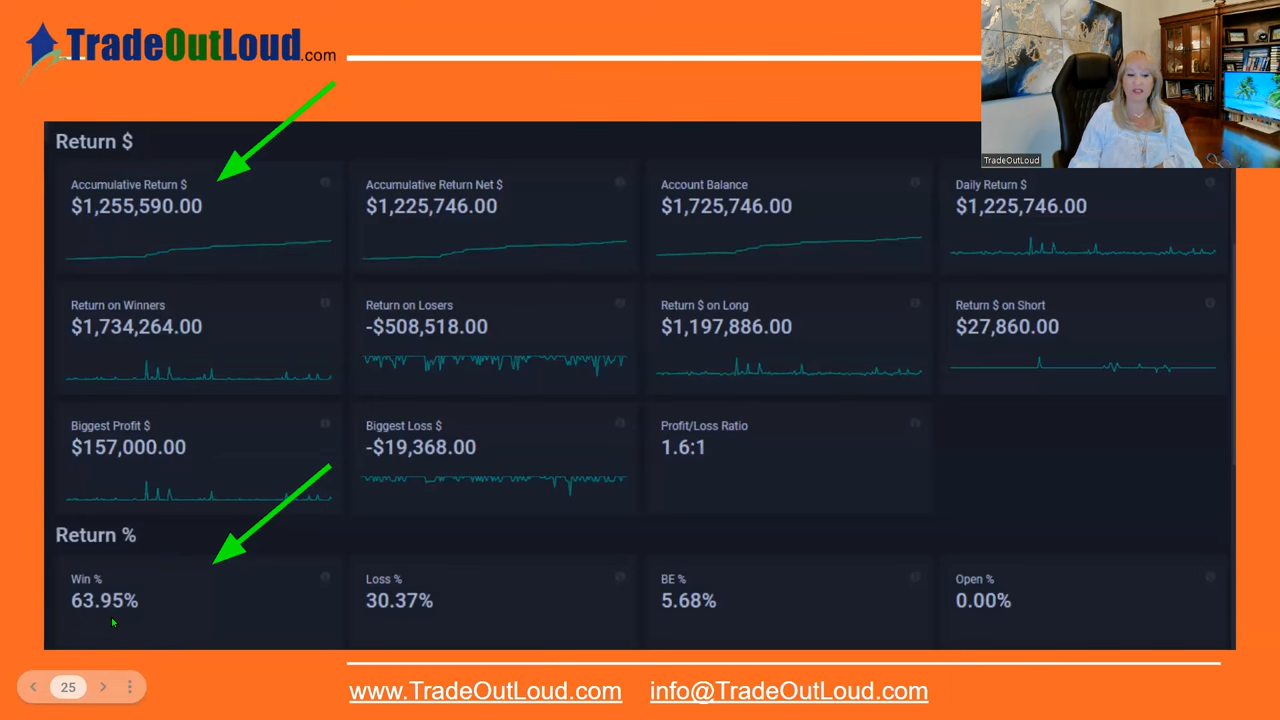 TradeOutLoud.com
TradeOutLoud
Return $
Accumulative Return $
$1,255,590.00
Accumulative Return Net $
$1,225,746.00
Account Balance
$1,725,746.00
Daily Return $
$1,225,746.00
Return on Winners
$1,734,264.00
Return on Losers
-$508,518.00
Return $ on Long
$1,197,886.00
Return $ on Short
$27,860.00
Biggest Profit $
$157,000.00
Biggest Loss $
-$19,368.00
Profit/Loss Ratio
1.6:1
Return %
Win %
63.95%
Loss %
30.37%
BE %
5.68%
Open %
0.00%
25
www.TradeOutLoud.com info@TradeOutLoud.com